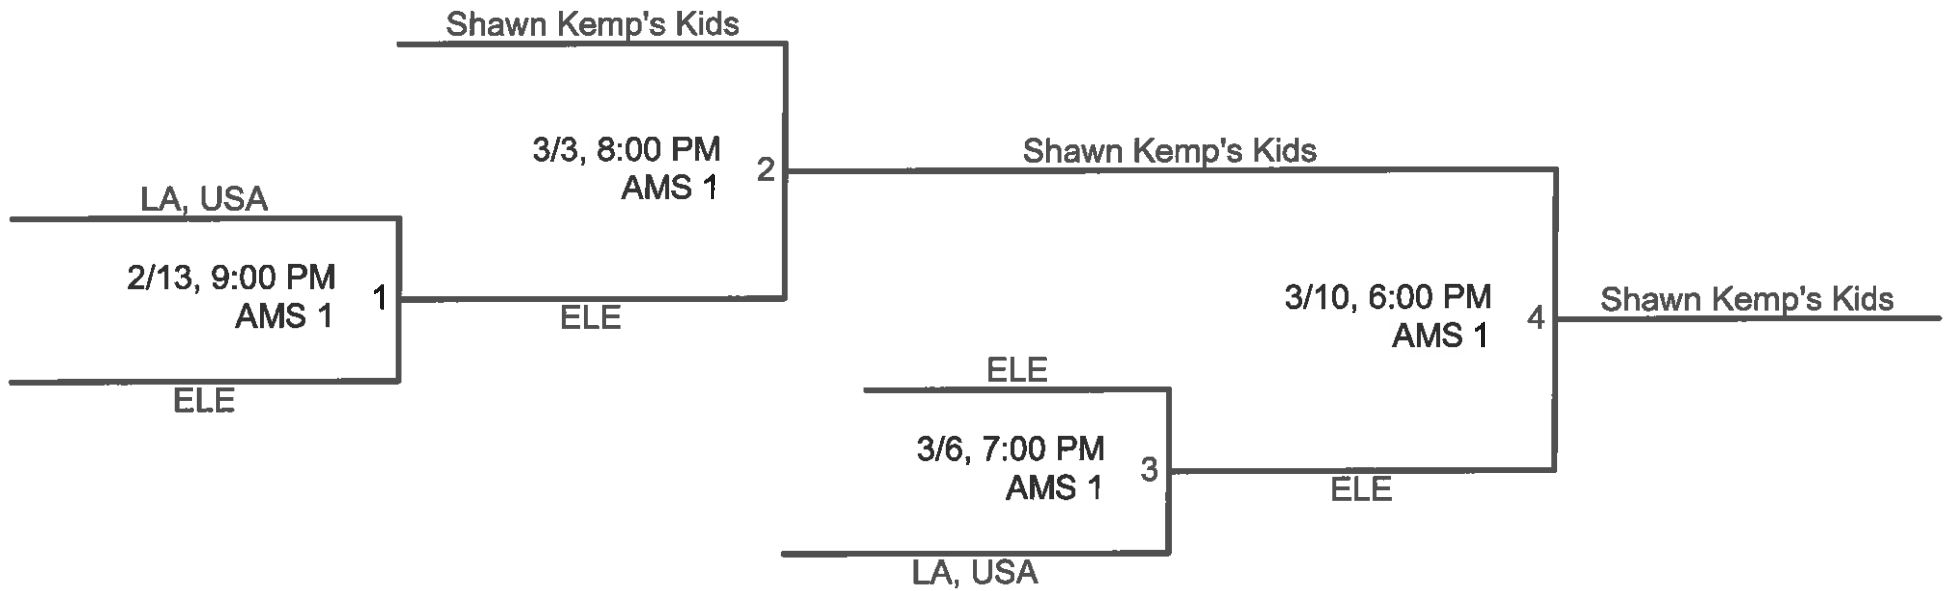 Shawn Kemp's Kids
3/3, 8:00 PM
AMS 1
2
Shawn Kemp's Kids
LA, USA
2/13, 9:00 PM
AMS 1
1
ELE
ELE
3/10, 6:00 PM
AMS 1
4
Shawn Kemp's Kids
ELE
3/6, 7:00 PM
AMS 1
3
ELE
LA, USA